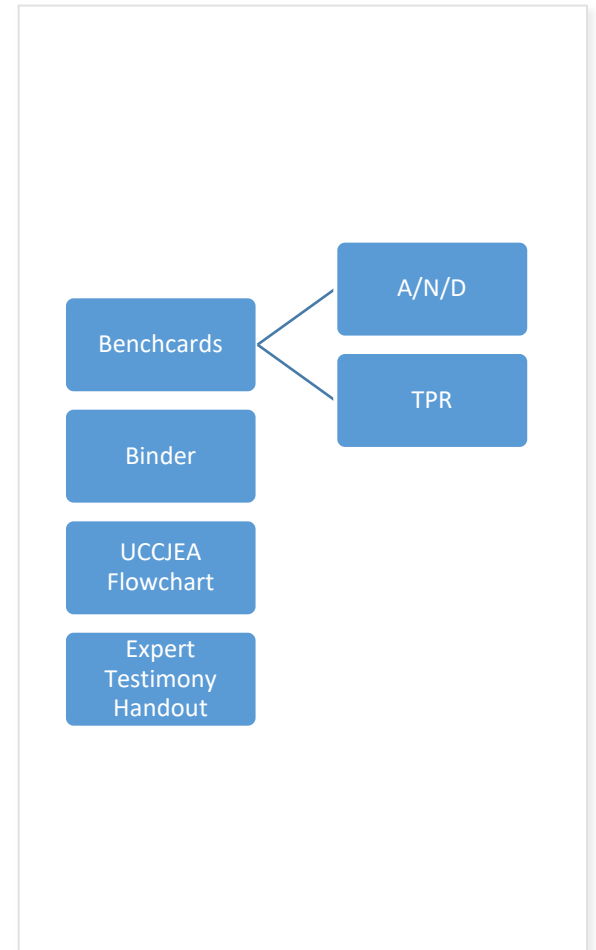 Benchcards
A/N/D
TPR
Binder
UCCJEA
Flowchart
Expert
Testimony
Handout